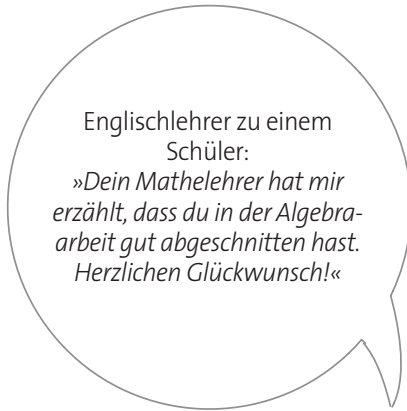 Englischlehrer zu einem
Schüler:
»Dein Mathelehrer hat mir
erzählt, dass du in der Algebra-
arbeit gut abgeschnitten hast.
Herzlichen Glückwunsch!«